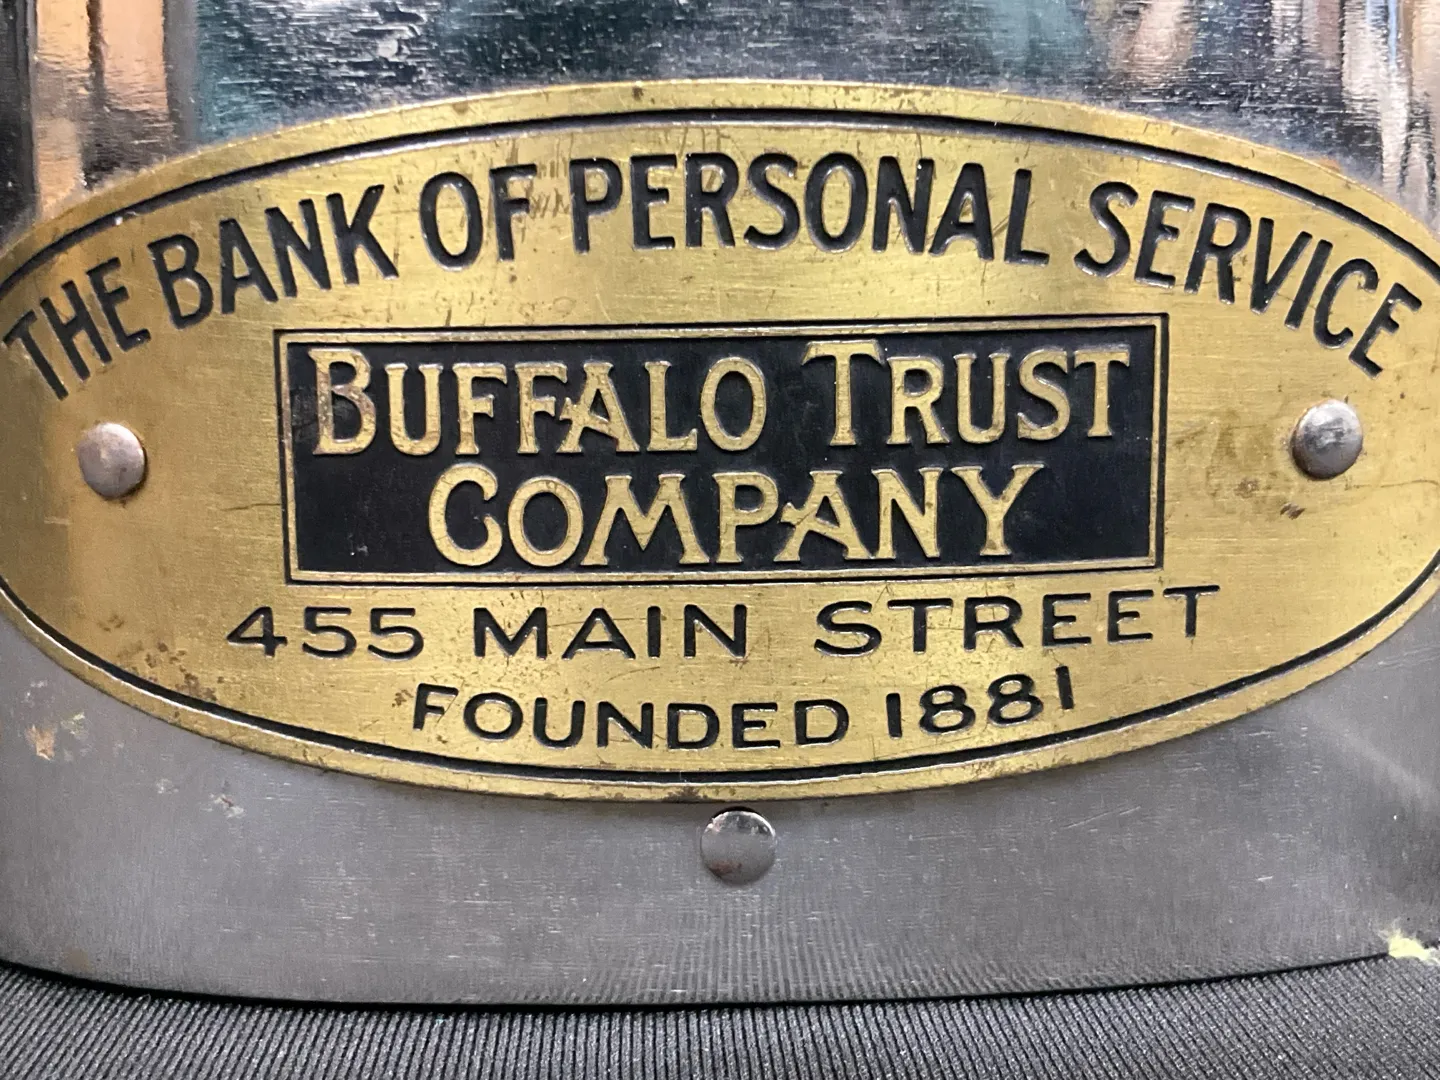 THE BANK OF PERSONAL SERVICE
BUFFALO TRUST
COMPANY
455 MAIN STREET
FOUNDED 1881